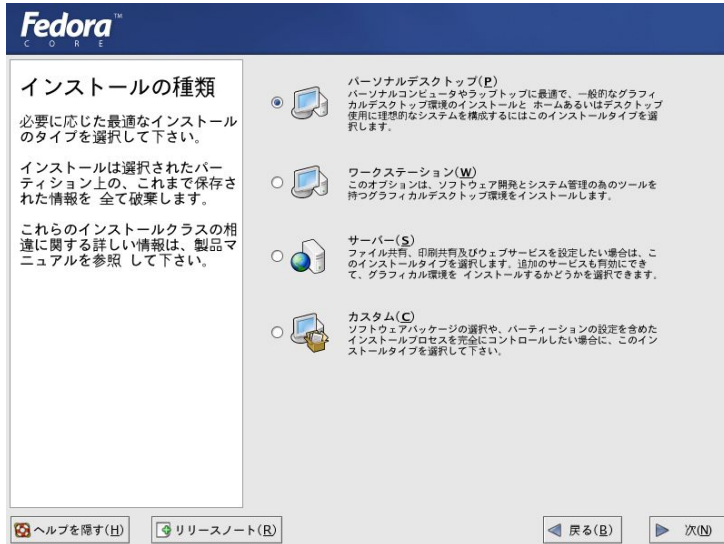 Fedora™
CORE
インストールの種類
必要に応じた最適なインストール
のタイプを選択して下さい。
インストールは選択されたパー
ティション上の、これまで保存さ
れた情報を 全て破棄します。
これらのインストールクラスの相
違に関する詳しい情報は、製品マ
ニュアルを参照 して下さい。
パーソナルデスクトップ(P)
パーソナルコンピュータやラップトップに最適で、一般的なグラフィ
カルデスクトップ環境のインストールと ホームあるいはデスクトップ
使用に理想的なシステムを構成するにはこのインストールタイプを選
択します。
ワークステーション(W)
このオプションは、ソフトウェア開発とシステム管理の為のツールを
持つグラフィカルデスクトップ環境をインストールします。
サーバー(S)
ファイル共有、印刷共有及びウェブサービスを設定したい場合は、こ
のインストールタイプを選択します。追加のサービスも有効にでき
て、グラフィカル環境を インストールするかどうかを選択できます。
カスタム(C)
ソフトウェアパッケージの選択や、パーティーションの設定を含めた
インストールプロセスを完全にコントロールしたい場合に、このイン
ストールタイプを選択して下さい。
ヘルプを隠す(H)
リリースノート(R)
戻る(B)
次(N)